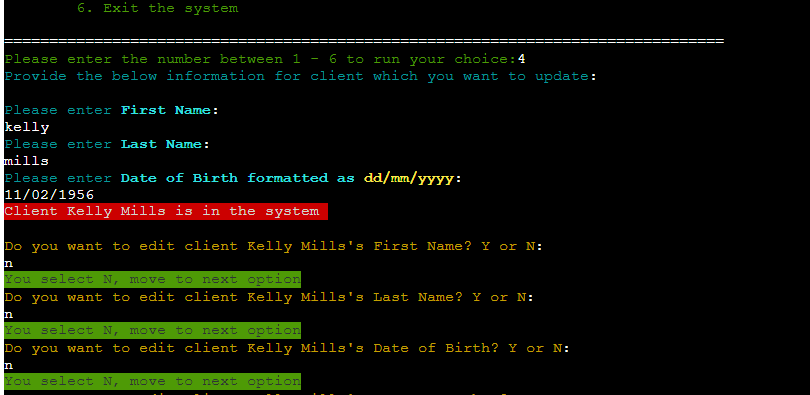 6. Exit the system
================================================================================
Please enter the number between 1 - 6 to run your choice:4
Provide the below information for client which you want to update:
Please enter First Name:
kelly
Please enter Last Name:
mills
Please enter Date of Birth formatted as dd/mm/yyyy:
11/02/1956
Client Kelly Mills is in the system
Do you want to edit client Kelly Mills's First Name? Y or N:
n
You select N, move to next option
Do you want to edit client Kelly Mills's Last Name? Y or N:
n
You select N, move to next option
Do you want to edit client Kelly Mills's Date of Birth? Y or N:
n
You select N, move to next option